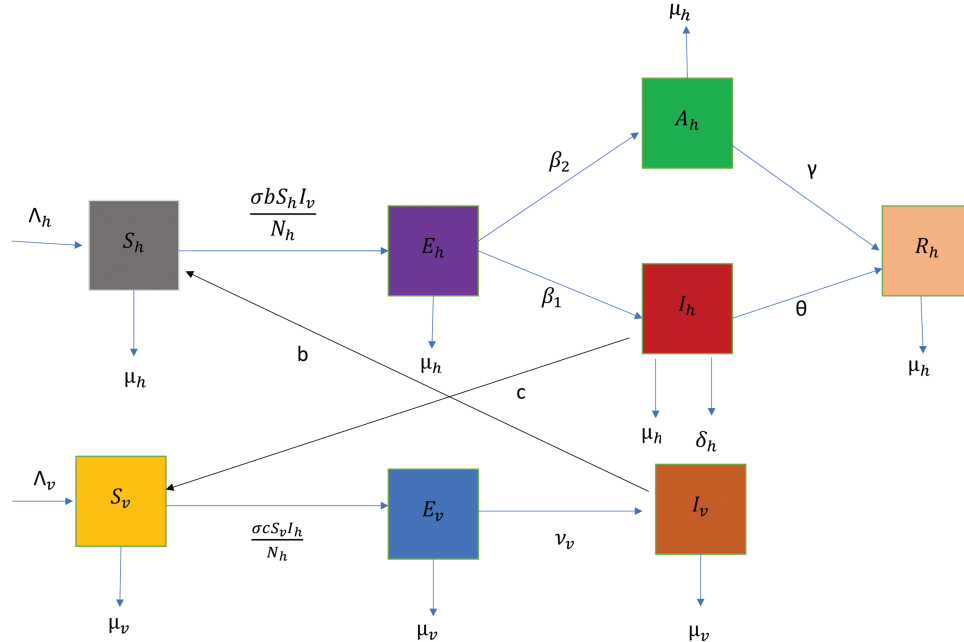 μ_h
A_h
β_2
γ
Λ_h
S_h
σbS_hI_v
N_h
E_h
R_h
β_1
I_h
θ
b
c
μ_h
μ_h
μ_h
δ_h
μ_h
Λ_v
S_v
σcS_vI_h
N_h
E_v
ν_v
I_v
μ_v
μ_v
μ_v